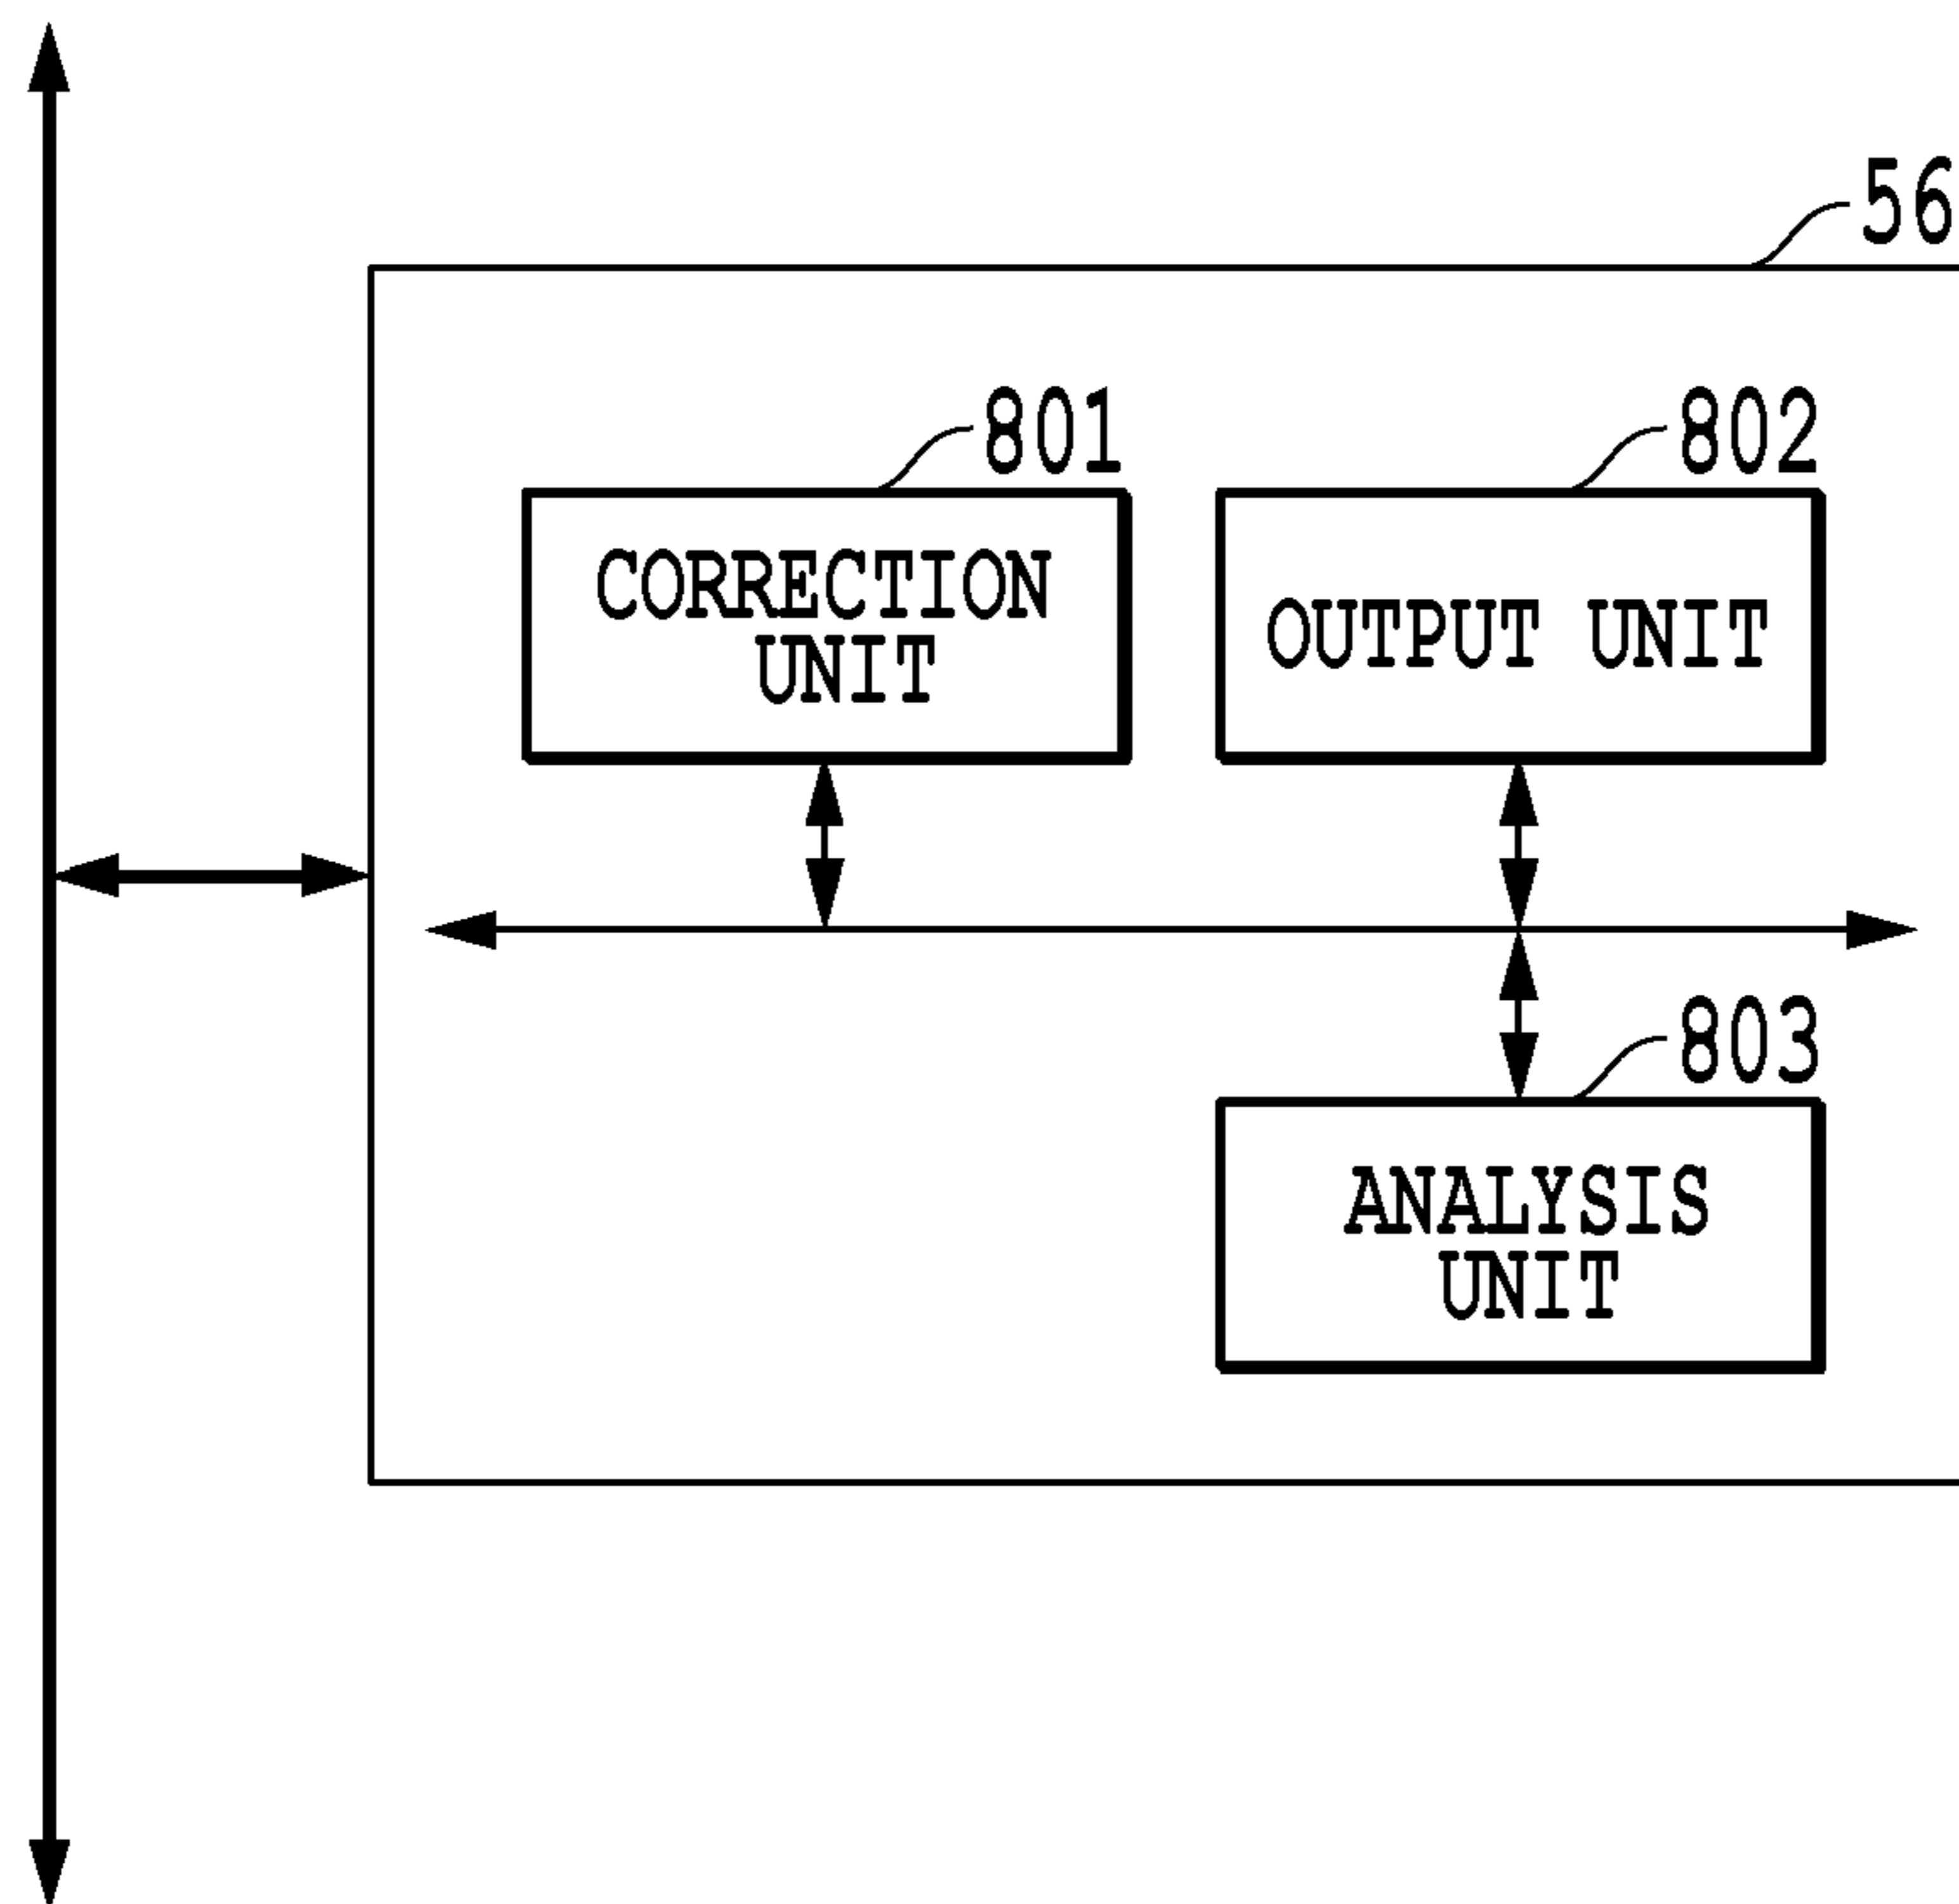 56
801
802
CORRECTION
UNIT
OUTPUT UNIT
803
ANALYSIS
UNIT